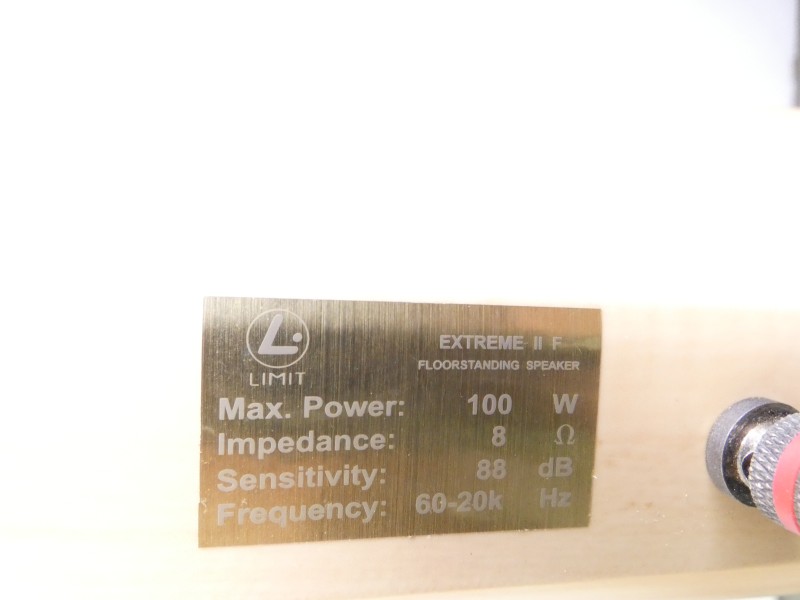 LIMIT
EXTREME II F
FLOORSTANDING SPEAKER
Max. Power: 100 W
Impedance: 8 Ω
Sensitivity: 88 dB
Frequency: 60-20k Hz